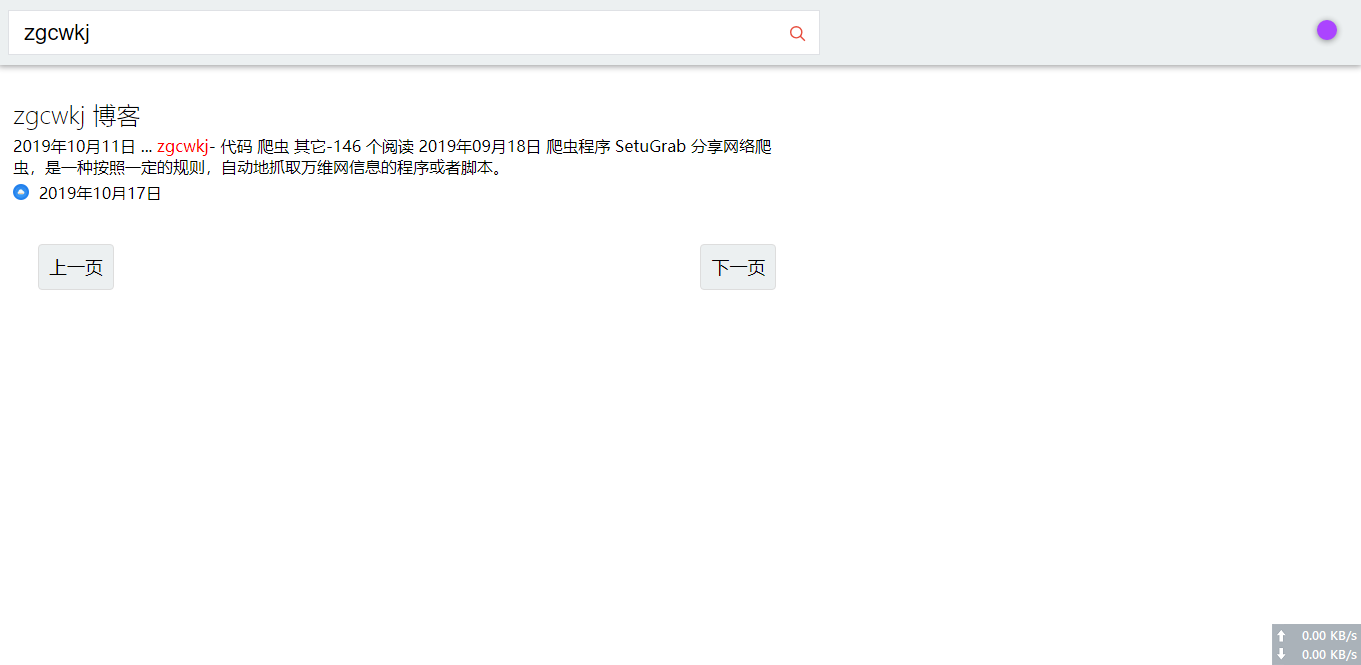 zgcwkj
zgcwkj 博客
2019年10月11日 ... zgcwkj- 代码 爬虫 其它-146 个阅读 2019年09月18日 爬虫程序 SetuGrab 分享网络爬
虫，是一种按照一定的规则，自动地抓取万维网信息的程序或者脚本。
2019年10月17日
上一页 下一页
0.00 KB/s
0.00 KB/s